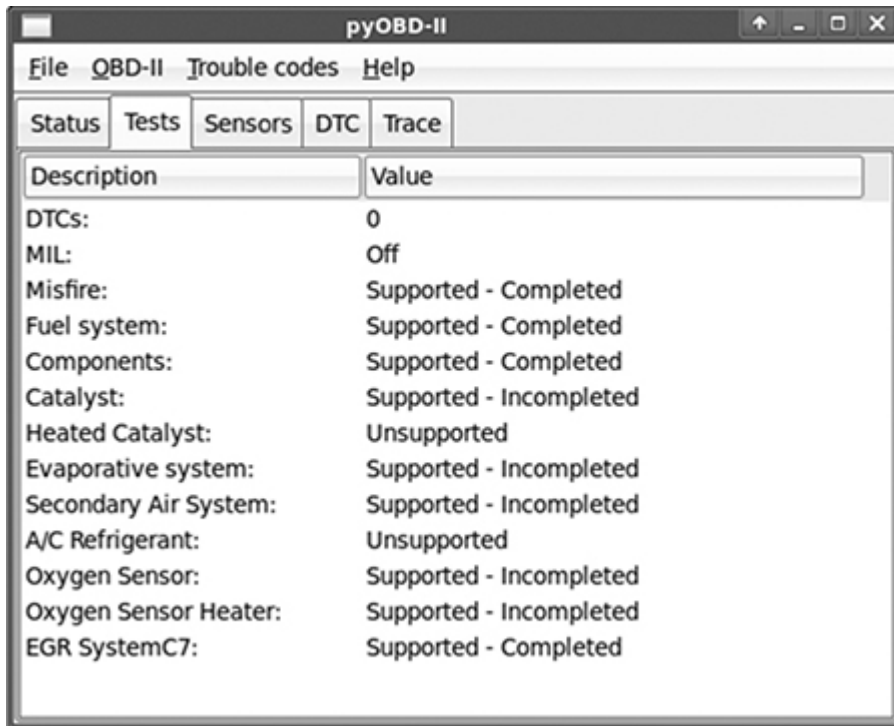 pyOBD-II
File OBD-II Trouble codes Help
Status Tests Sensors DTC Trace
Description Value
DTCs: 0
MIL: Off
Misfire: Supported - Completed
Fuel system: Supported - Completed
Components: Supported - Completed
Catalyst: Supported - Incompleted
Heated Catalyst: Unsupported
Evaporative system: Supported - Incompleted
Secondary Air System: Supported - Incompleted
A/C Refrigerant: Unsupported
Oxygen Sensor: Supported - Incompleted
Oxygen Sensor Heater: Supported - Incompleted
EGR SystemC7: Supported - Completed